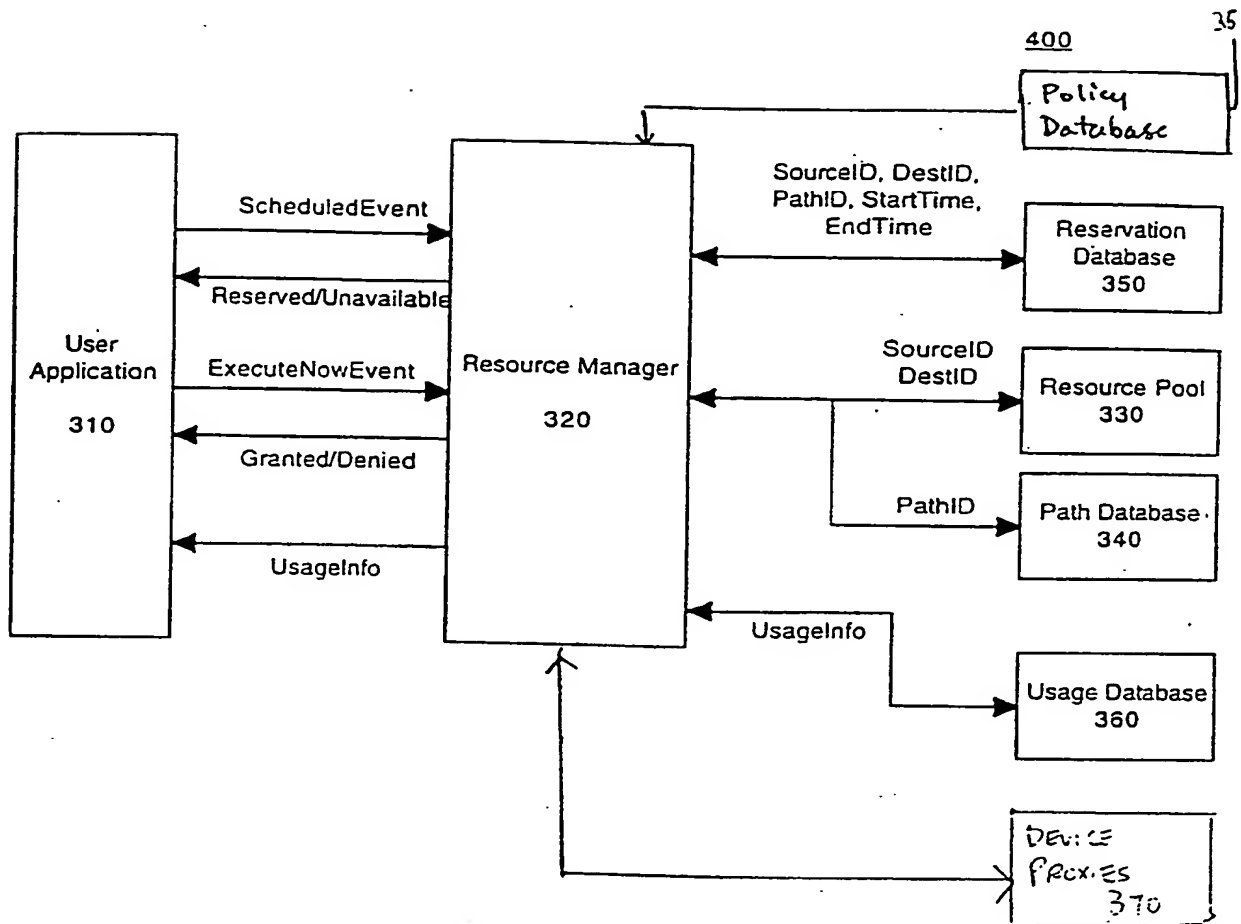 35
400
Policy
Database
SourceID, DestID,
PathID, StartTime,
EndTime
ScheduledEvent
Reservation
Database
350
Reserved/Unavailable
User
Application
310
ExecuteNowEvent
Resource Manager
320
SourceID
DestID
Resource Pool
330
Granted/Denied
PathID
Path Database
340
UsageInfo
UsageInfo
Usage Database
360
DEVICE
PROXIES
370